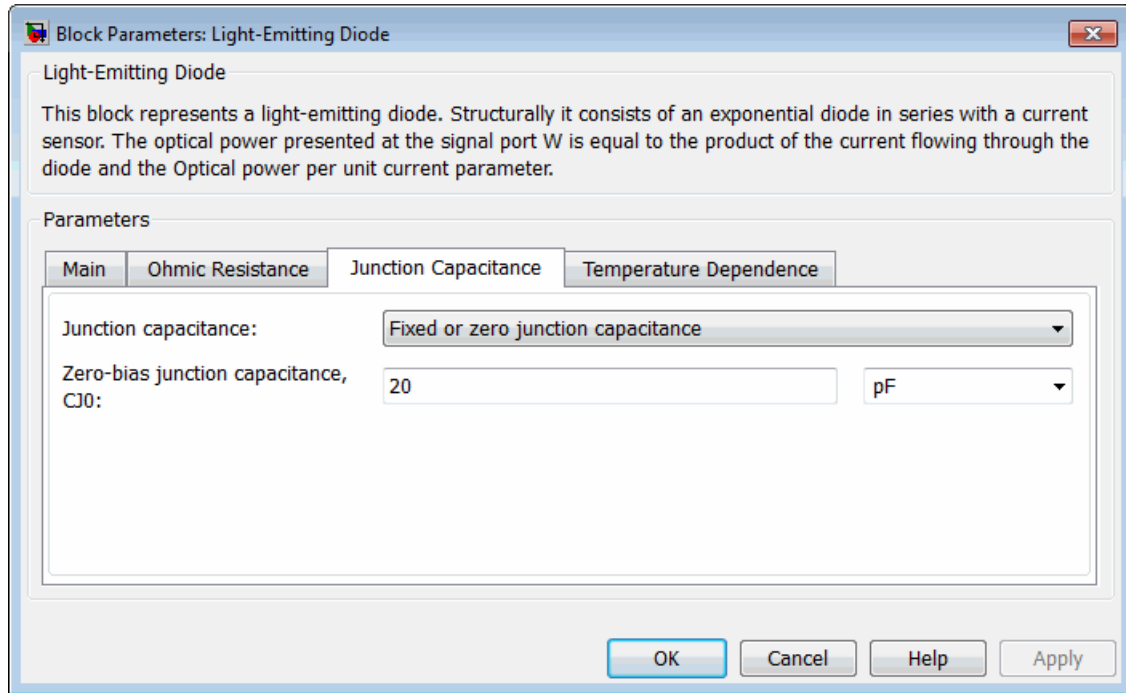 Block Parameters: Light-Emitting Diode
Light-Emitting Diode
This block represents a light-emitting diode. Structurally it consists of an exponential diode in series with a current
sensor. The optical power presented at the signal port W is equal to the product of the current flowing through the
diode and the Optical power per unit current parameter.
Parameters
Main Ohmic Resistance Junction Capacitance Temperature Dependence
Junction capacitance: Fixed or zero junction capacitance
Zero-bias junction capacitance,
CJ0: 20 pF
OK Cancel Help Apply